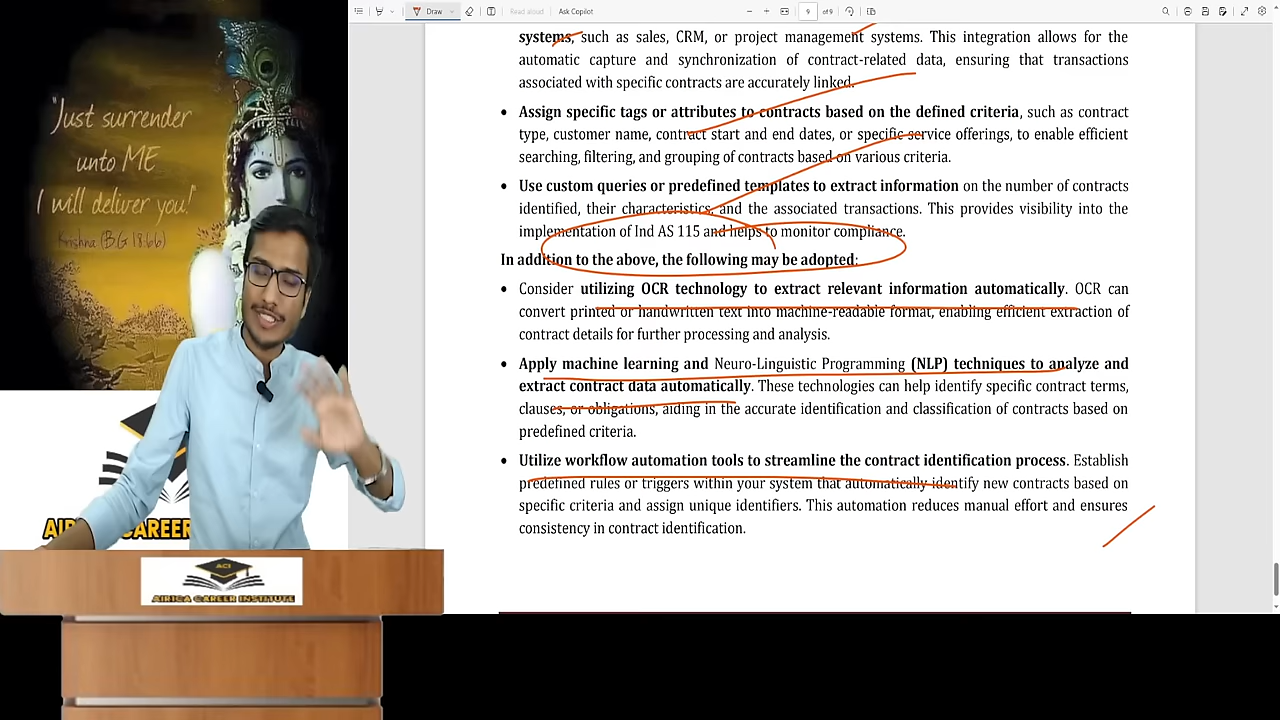 Draw
Read aloud
Ask Copilot
9
of 9
"Just surrender
unto ME
I will deliver you!"
Krishna (BG 18:66)
systems, such as sales, CRM, or project management systems. This integration allows for the
automatic capture and synchronization of contract-related data, ensuring that transactions
associated with specific contracts are accurately linked.
• Assign specific tags or attributes to contracts based on the defined criteria, such as contract
type, customer name, contract start and end dates, or specific service offerings, to enable efficient
searching, filtering, and grouping of contracts based on various criteria.
• Use custom queries or predefined templates to extract information on the number of contracts
identified, their characteristics, and the associated transactions. This provides visibility into the
implementation of Ind AS 115 and helps to monitor compliance.
In addition to the above, the following may be adopted:
• Consider utilizing OCR technology to extract relevant information automatically. OCR can
convert printed or handwritten text into machine-readable format, enabling efficient extraction of
contract details for further processing and analysis.
• Apply machine learning and Neuro-Linguistic Programming (NLP) techniques to analyze and
extract contract data automatically. These technologies can help identify specific contract terms,
clauses, or obligations, aiding in the accurate identification and classification of contracts based on
predefined criteria.
• Utilize workflow automation tools to streamline the contract identification process. Establish
predefined rules or triggers within your system that automatically identify new contracts based on
specific criteria and assign unique identifiers. This automation reduces manual effort and ensures
consistency in contract identification.
ACI
AIRIGA CAREER INSTITUTE